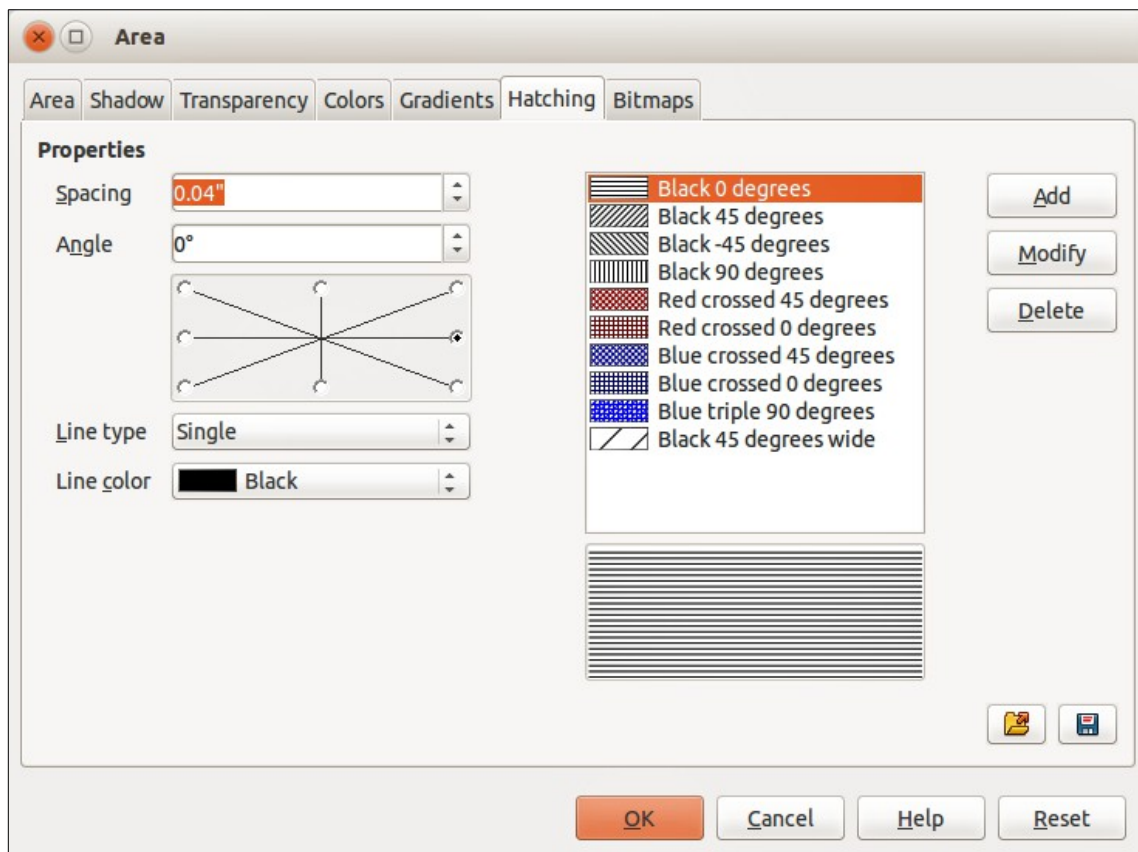 Area
Area Shadow Transparency Colors Gradients Hatching Bitmaps
Properties
Spacing 0.04"
Angle 0°
Line type Single
Line color Black
Black 0 degrees
Black 45 degrees
Black -45 degrees
Black 90 degrees
Red crossed 45 degrees
Red crossed 0 degrees
Blue crossed 45 degrees
Blue crossed 0 degrees
Blue triple 90 degrees
Black 45 degrees wide
Add
Modify
Delete
OK Cancel Help Reset